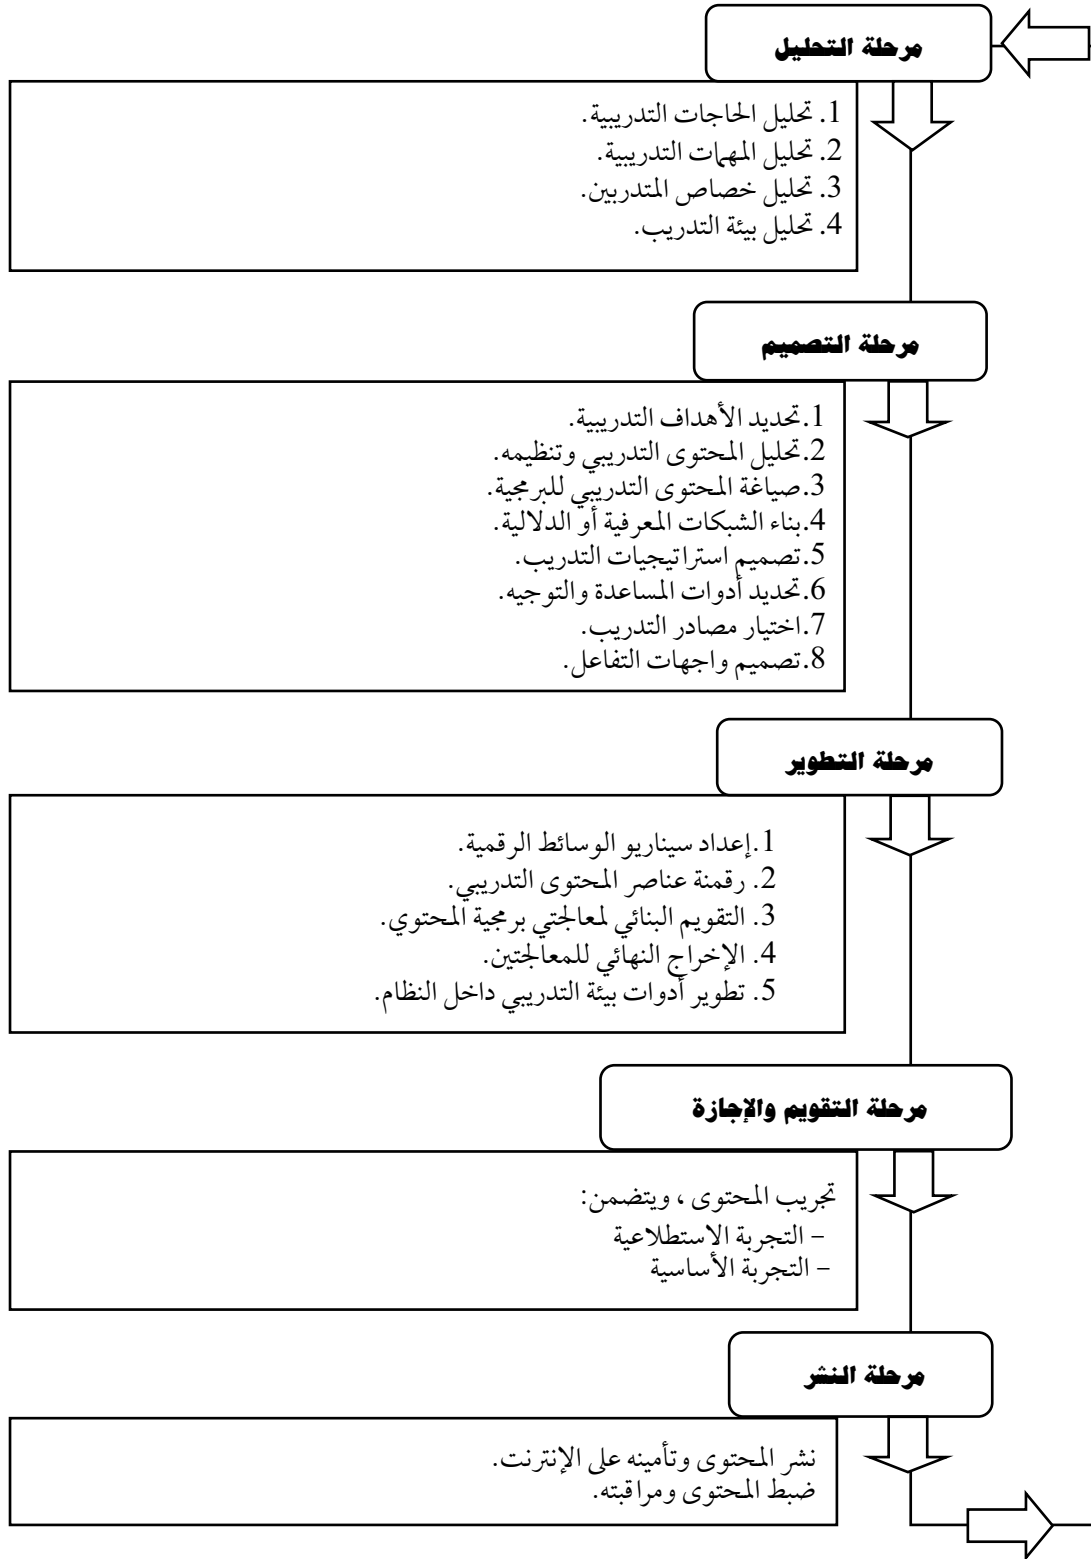 مرحلة التحليل
1. تحليل الحاجات التدريبية.
2. تحليل المهمات التدريبية.
3. تحليل خصاص المتدربين.
4. تحليل بيئة التدريب.
مرحلة التصميم
1.تحديد الأهداف التدريبية.
2.تحليل المحتوى التدريبي وتنظيمه.
3.صياغة المحتوى التدريبي للبرمجية.
4.بناء الشبكات المعرفية أو الدلالية.
5.تصميم استراتيجيات التدريب.
6.تحديد أدوات المساعدة والتوجيه.
7.اختيار مصادر التدريب.
8.تصميم واجهات التفاعل.
مرحلة التطوير
1.إعداد سيناريو الوسائط الرقمية.
2. رقمنة عناصر المحتوى التدريبي.
3. التقويم البنائي لمعالجتي برمجية المحتوي.
4. الإخراج النهائي للمعالجتين.
5. تطوير أدوات بيئة التدريبي داخل النظام.
مرحلة التقويم والإجازة
تجريب المحتوى ، ويتضمن:
– التجربة الاستطلاعية
– التجربة الأساسية
مرحلة النشر
نشر المحتوى وتأمينه على الإنترنت.
ضبط المحتوى ومراقبته.